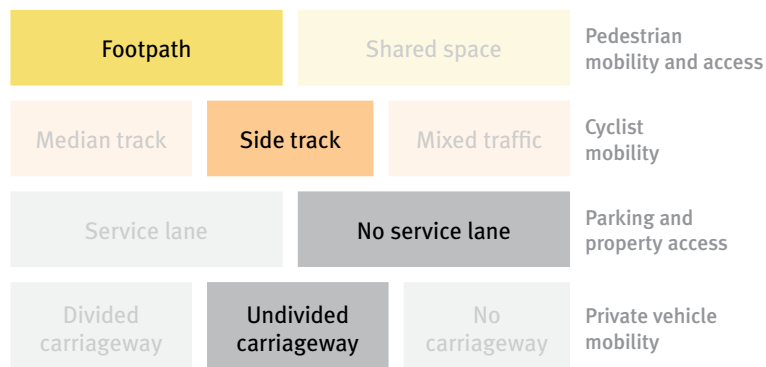 Footpath
Shared space
Pedestrian
mobility and access
Median track
Side track
Mixed traffic
Cyclist
mobility
Service lane
No service lane
Parking and
property access
Divided
carriageway
Undivided
carriageway
No
carriageway
Private vehicle
mobility